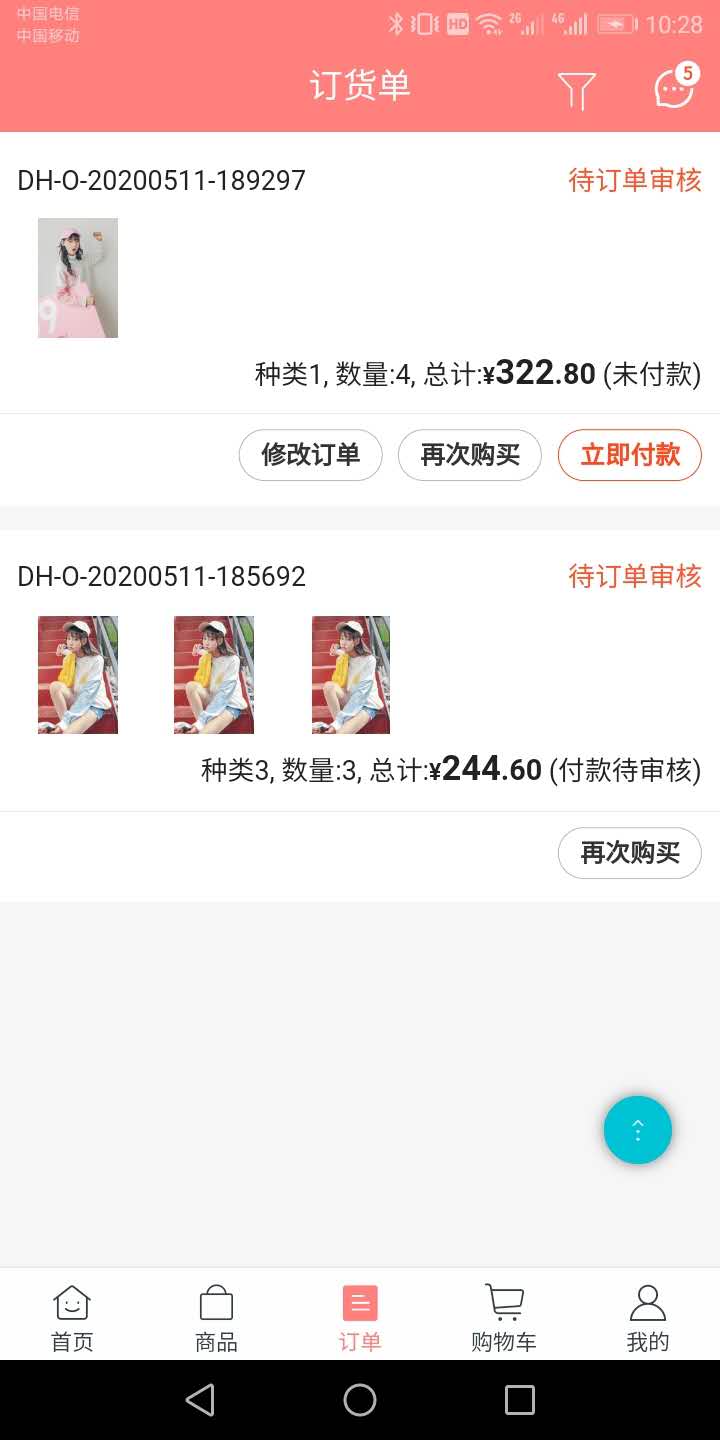 中国电信
中国移动
HD 2G 4G 10:28
订货单
5
DH-O-20200511-189297 待订单审核
9
种类1, 数量:4, 总计:¥322.80 (未付款)
修改订单 再次购买 立即付款
DH-O-20200511-185692 待订单审核
种类3, 数量:3, 总计:¥244.60 (付款待审核)
再次购买
首页 商品 订单 购物车 我的